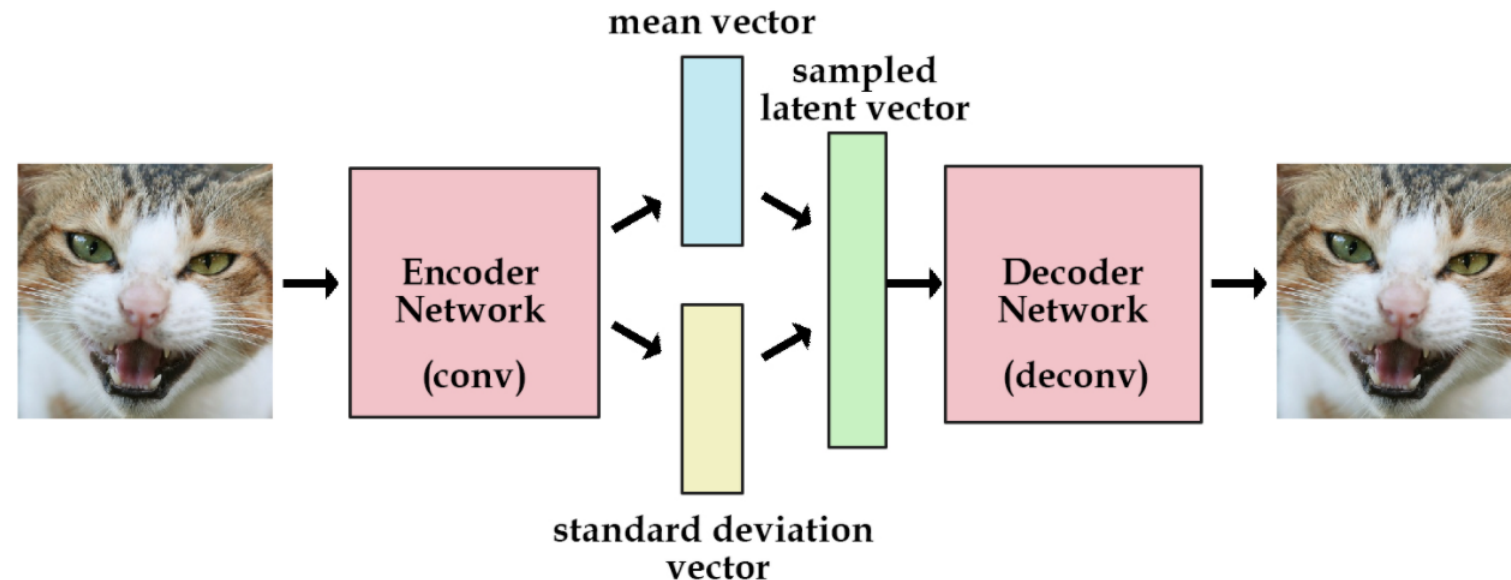 mean vector
sampled
latent vector
Encoder
Network
(conv)
Decoder
Network
(deconv)
standard deviation
vector